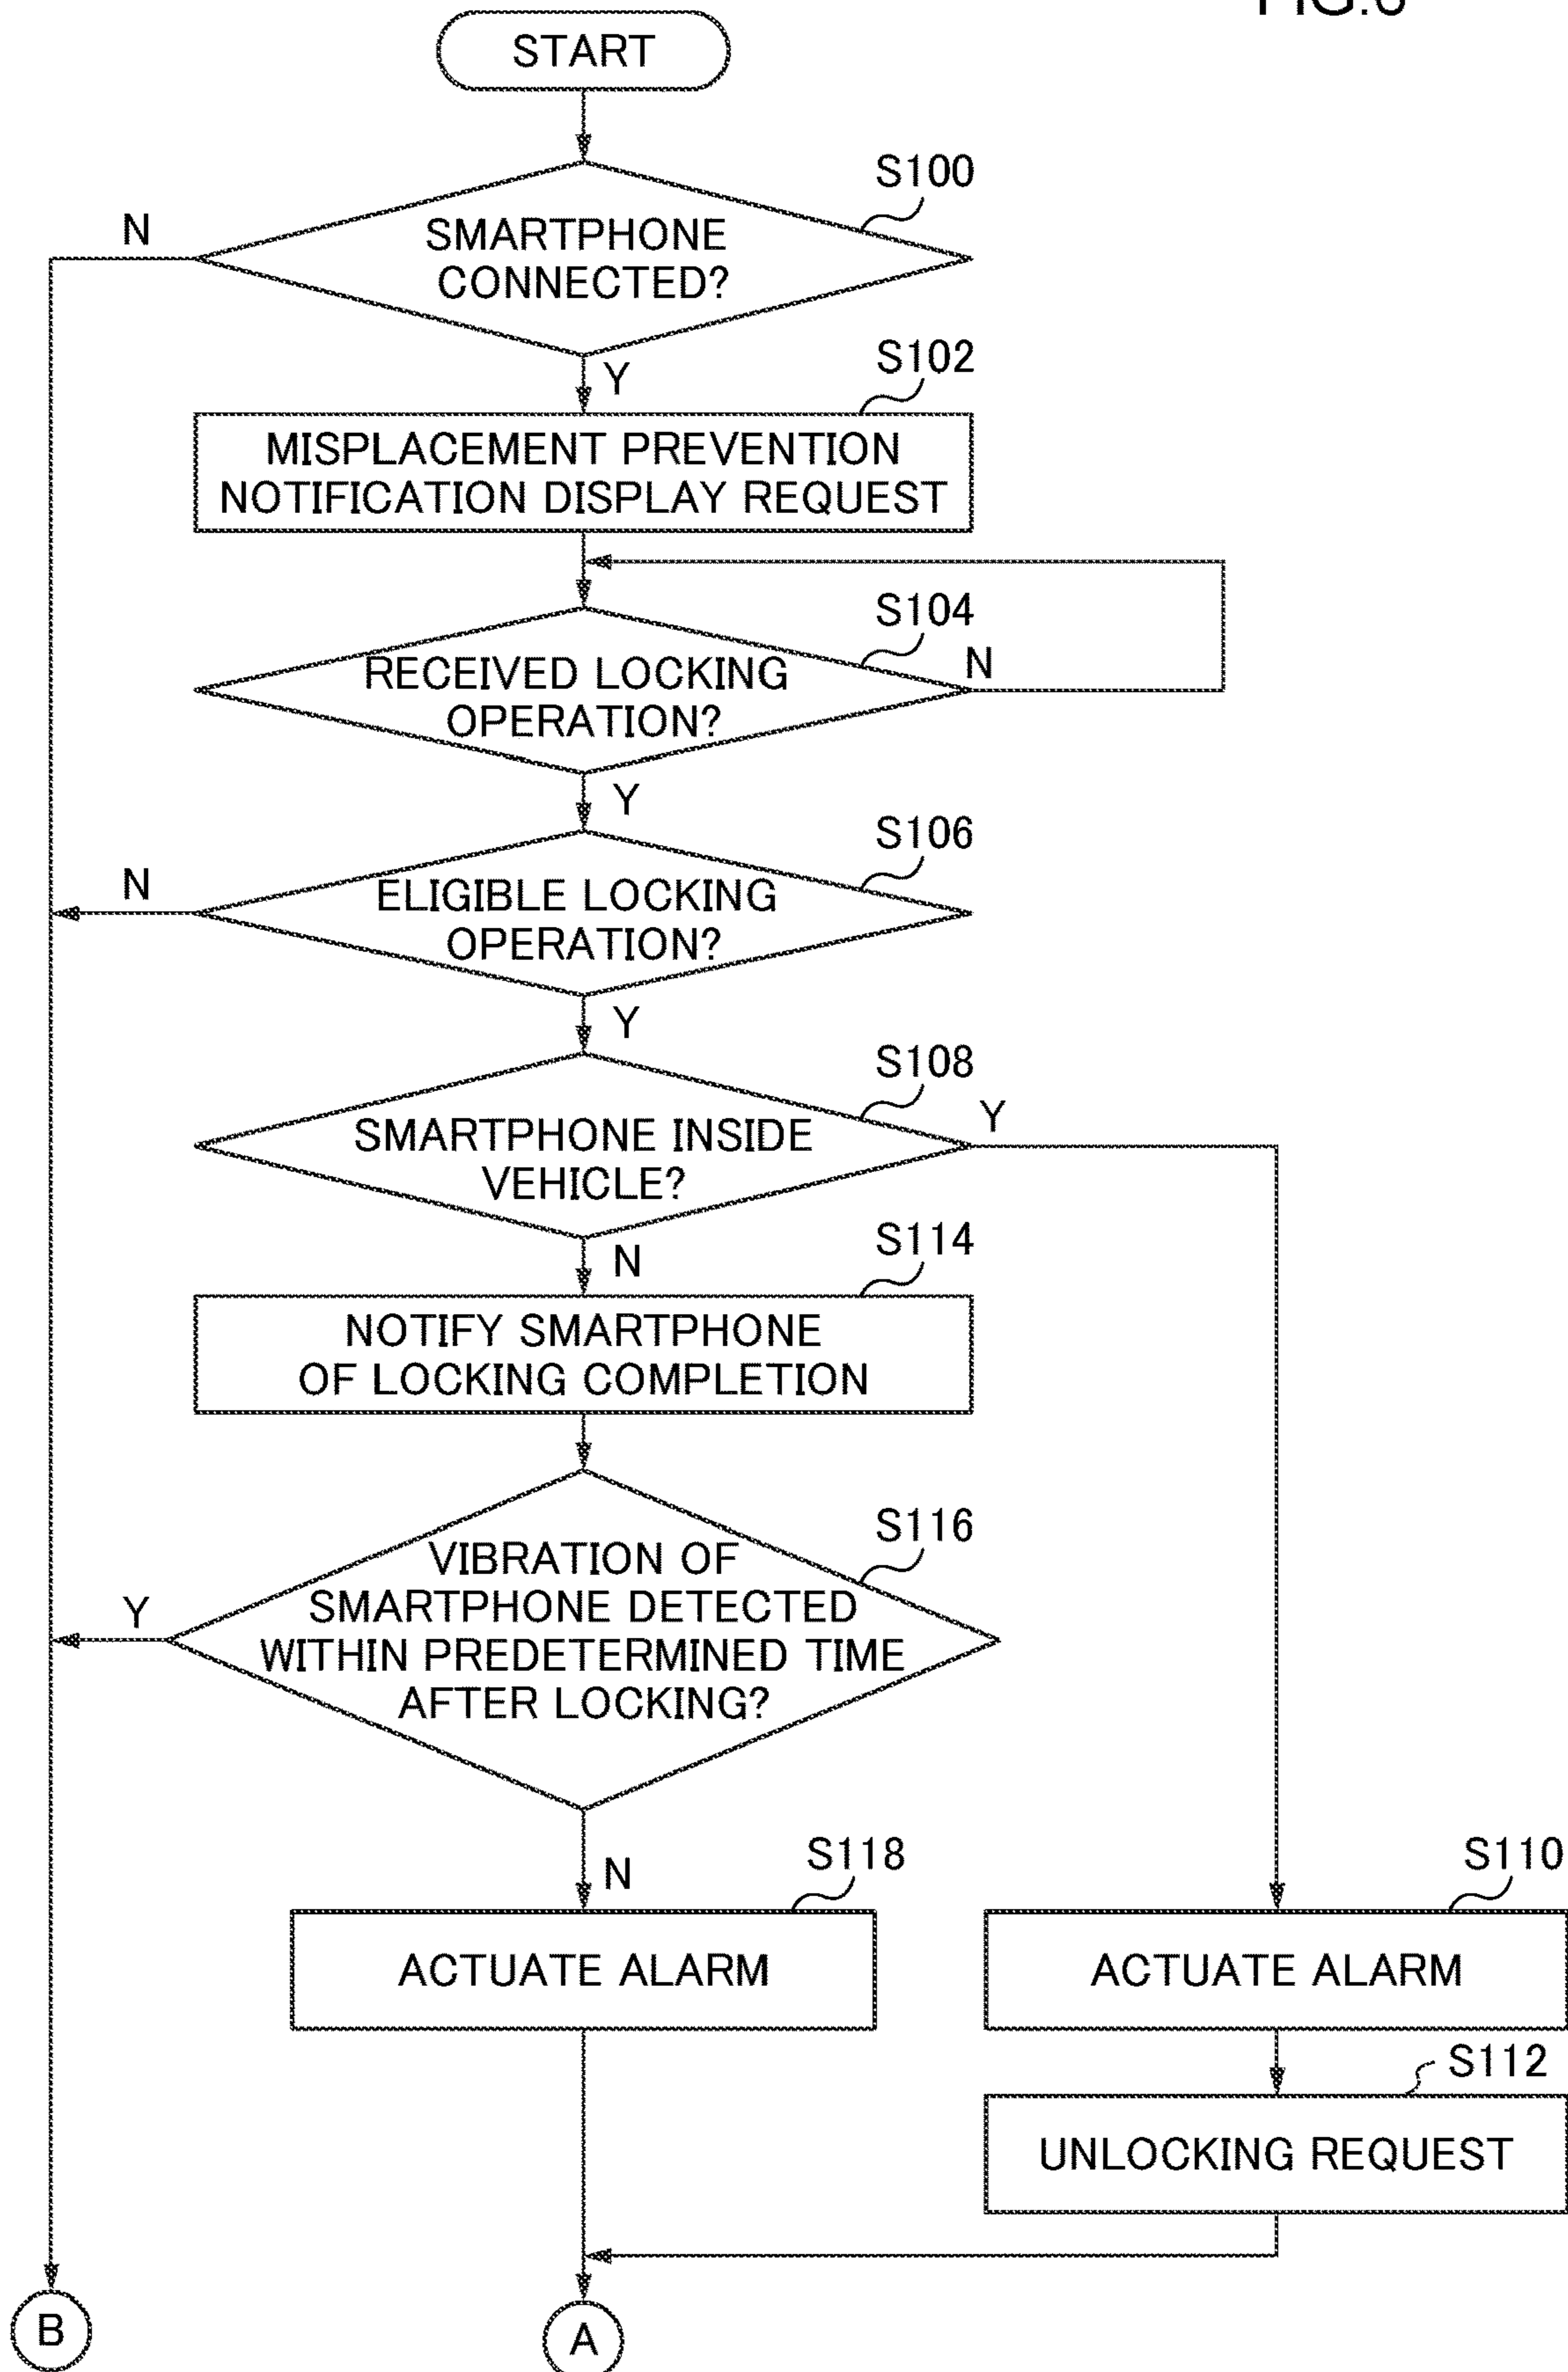 START
S100
N
SMARTPHONE
CONNECTED?
Y
S102
MISPLACEMENT PREVENTION
NOTIFICATION DISPLAY REQUEST
S104
RECEIVED LOCKING
OPERATION?
N
Y
S106
N
ELIGIBLE LOCKING
OPERATION?
Y
S108
SMARTPHONE INSIDE
VEHICLE?
Y
N
S114
NOTIFY SMARTPHONE
OF LOCKING COMPLETION
S116
Y
VIBRATION OF
SMARTPHONE DETECTED
WITHIN PREDETERMINED TIME
AFTER LOCKING?
N
S118
ACTUATE ALARM
S110
ACTUATE ALARM
S112
UNLOCKING REQUEST
B
A